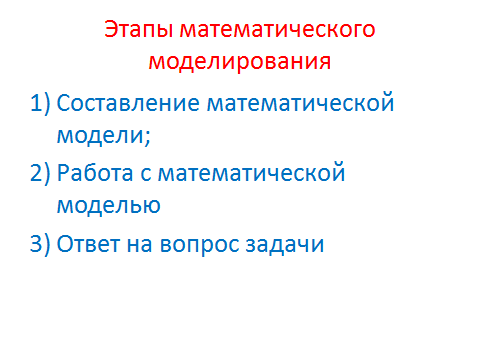 Этапы математического
моделирования
1) Составление математической
модели;
2) Работа с математической
моделью
3) Ответ на вопрос задачи